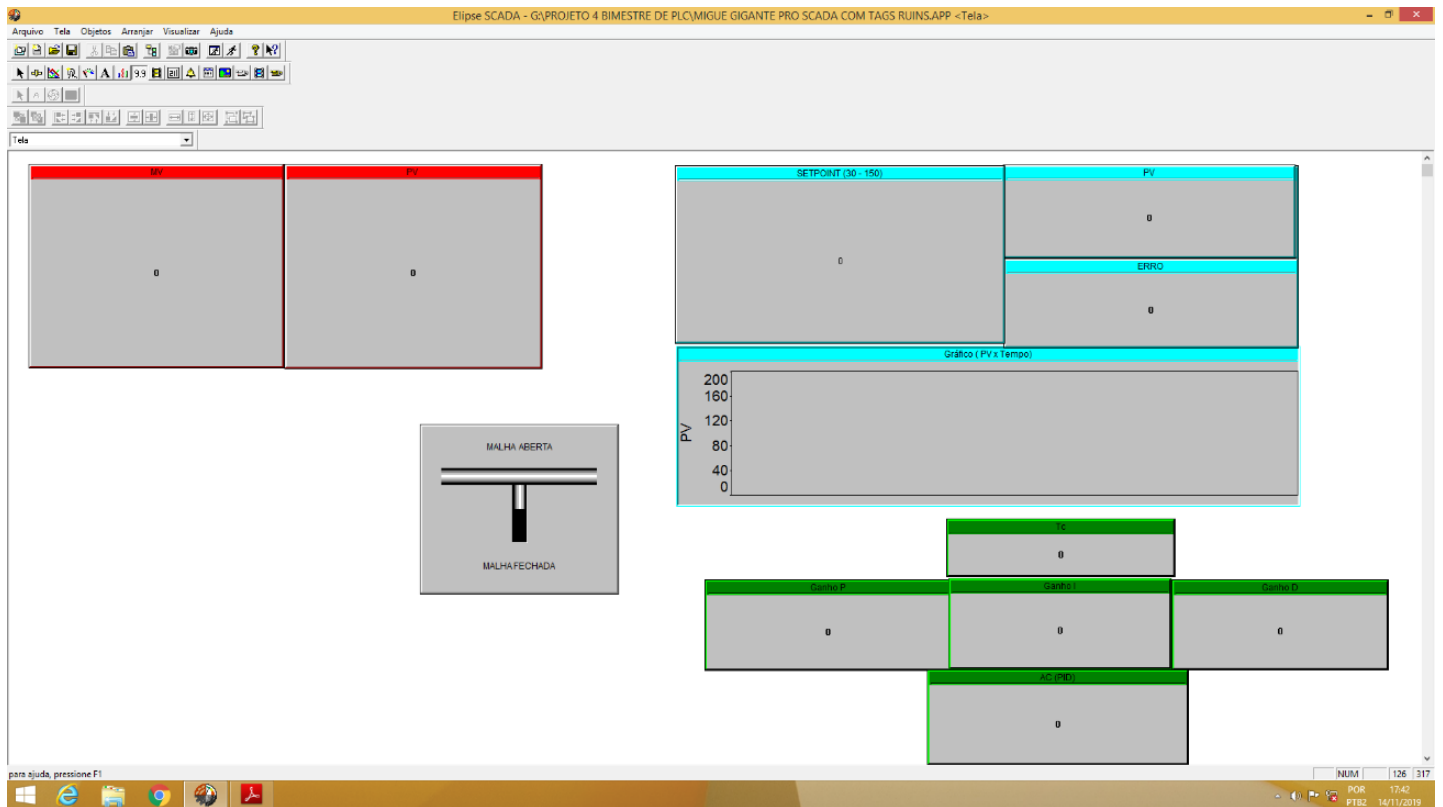 Elipse SCADA - G:\PROJETO 4 BIMESTRE DE PLC\MIGUE GIGANTE PRO SCADA COM TAGS RUINS.APP <Tela>
Arquivo Tela Objetos Arranjar Visualizar Ajuda
Tela
MV
0
PV
0
SETPOINT (30 - 150)
0
PV
0
ERRO
0
Gráfico ( PV x Tempo)
PV
200
160
120
80
40
0
MALHA ABERTA
MALHA FECHADA
Tc
0
Ganho P
0
Ganho I
0
Ganho D
0
AC (PID)
0
para ajuda, pressione F1
NUM
126 317
POR
PTB2
17:42
14/11/2019